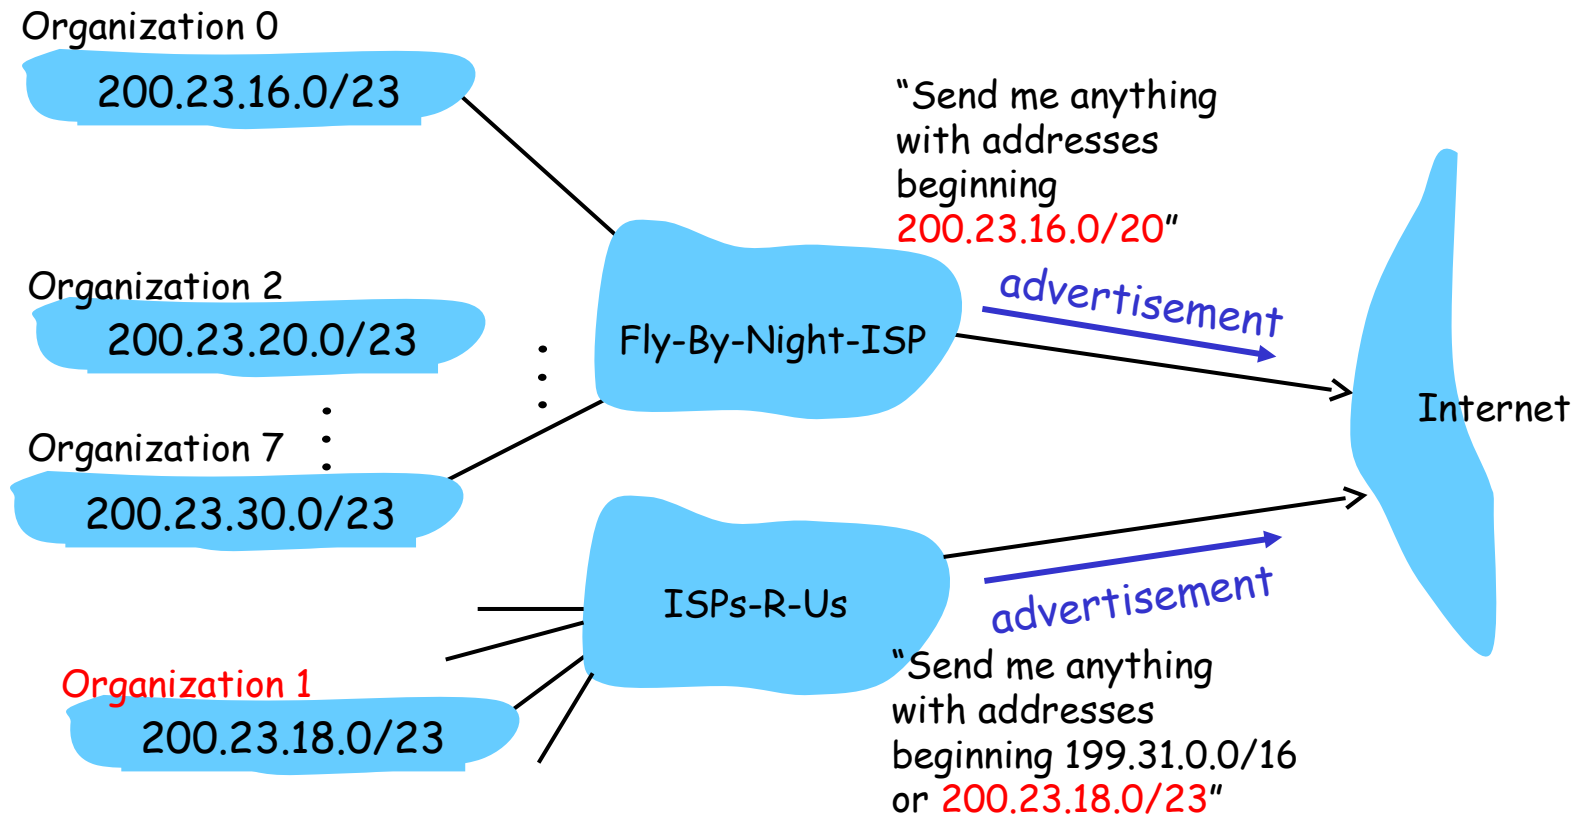 Organization 0
200.23.16.0/23
Organization 2
200.23.20.0/23
Organization 7
200.23.30.0/23
Fly-By-Night-ISP
“Send me anything
with addresses
beginning
200.23.16.0/20”
advertisement
Internet
Organization 1
200.23.18.0/23
ISPs-R-Us
advertisement
“Send me anything
with addresses
beginning 199.31.0.0/16
or 200.23.18.0/23”